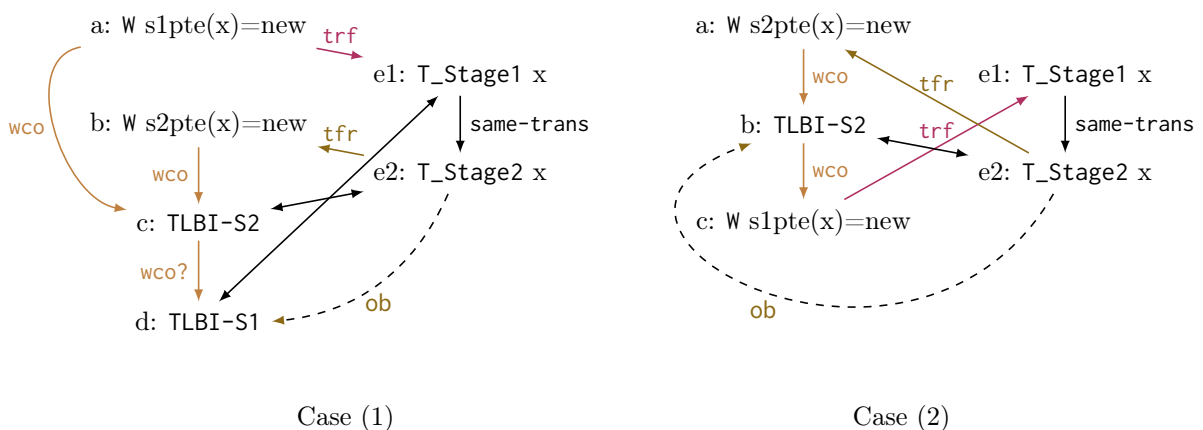 a: W s1pte(x)=new
trf
e1: T_Stage1 x
wco
b: W s2pte(x)=new
tfr
same-trans
wco
e2: T_Stage2 x
c: TLBI-S2
wco?
ob
d: TLBI-S1
Case (1)
a: W s2pte(x)=new
wco
tfr
e1: T_Stage1 x
b: TLBI-S2
trf
same-trans
wco
e2: T_Stage2 x
c: W s1pte(x)=new
ob
Case (2)